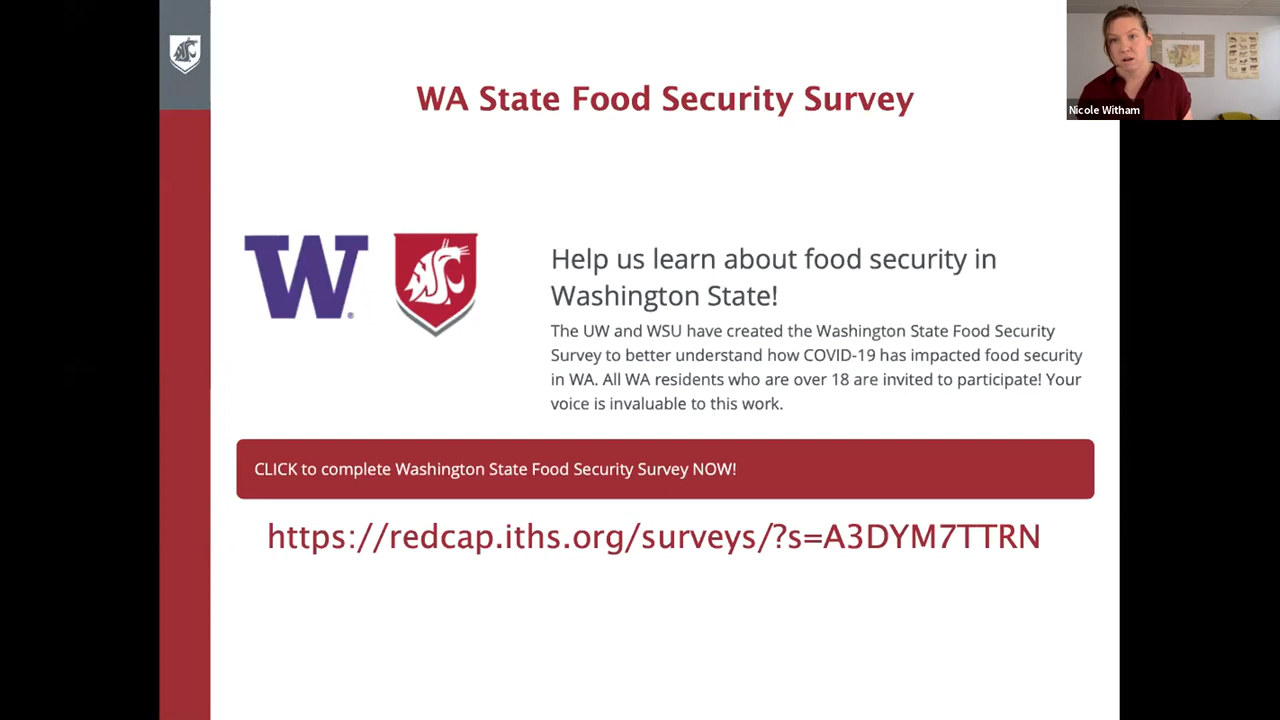 WA State Food Security Survey
Nicole Witham
W
®
WSC
Help us learn about food security in
Washington State!
The UW and WSU have created the Washington State Food Security
Survey to better understand how COVID-19 has impacted food security
in WA. All WA residents who are over 18 are invited to participate! Your
voice is invaluable to this work.
CLICK to complete Washington State Food Security Survey NOW!
https://redcap.iths.org/surveys/?s=A3DYM7TTRN